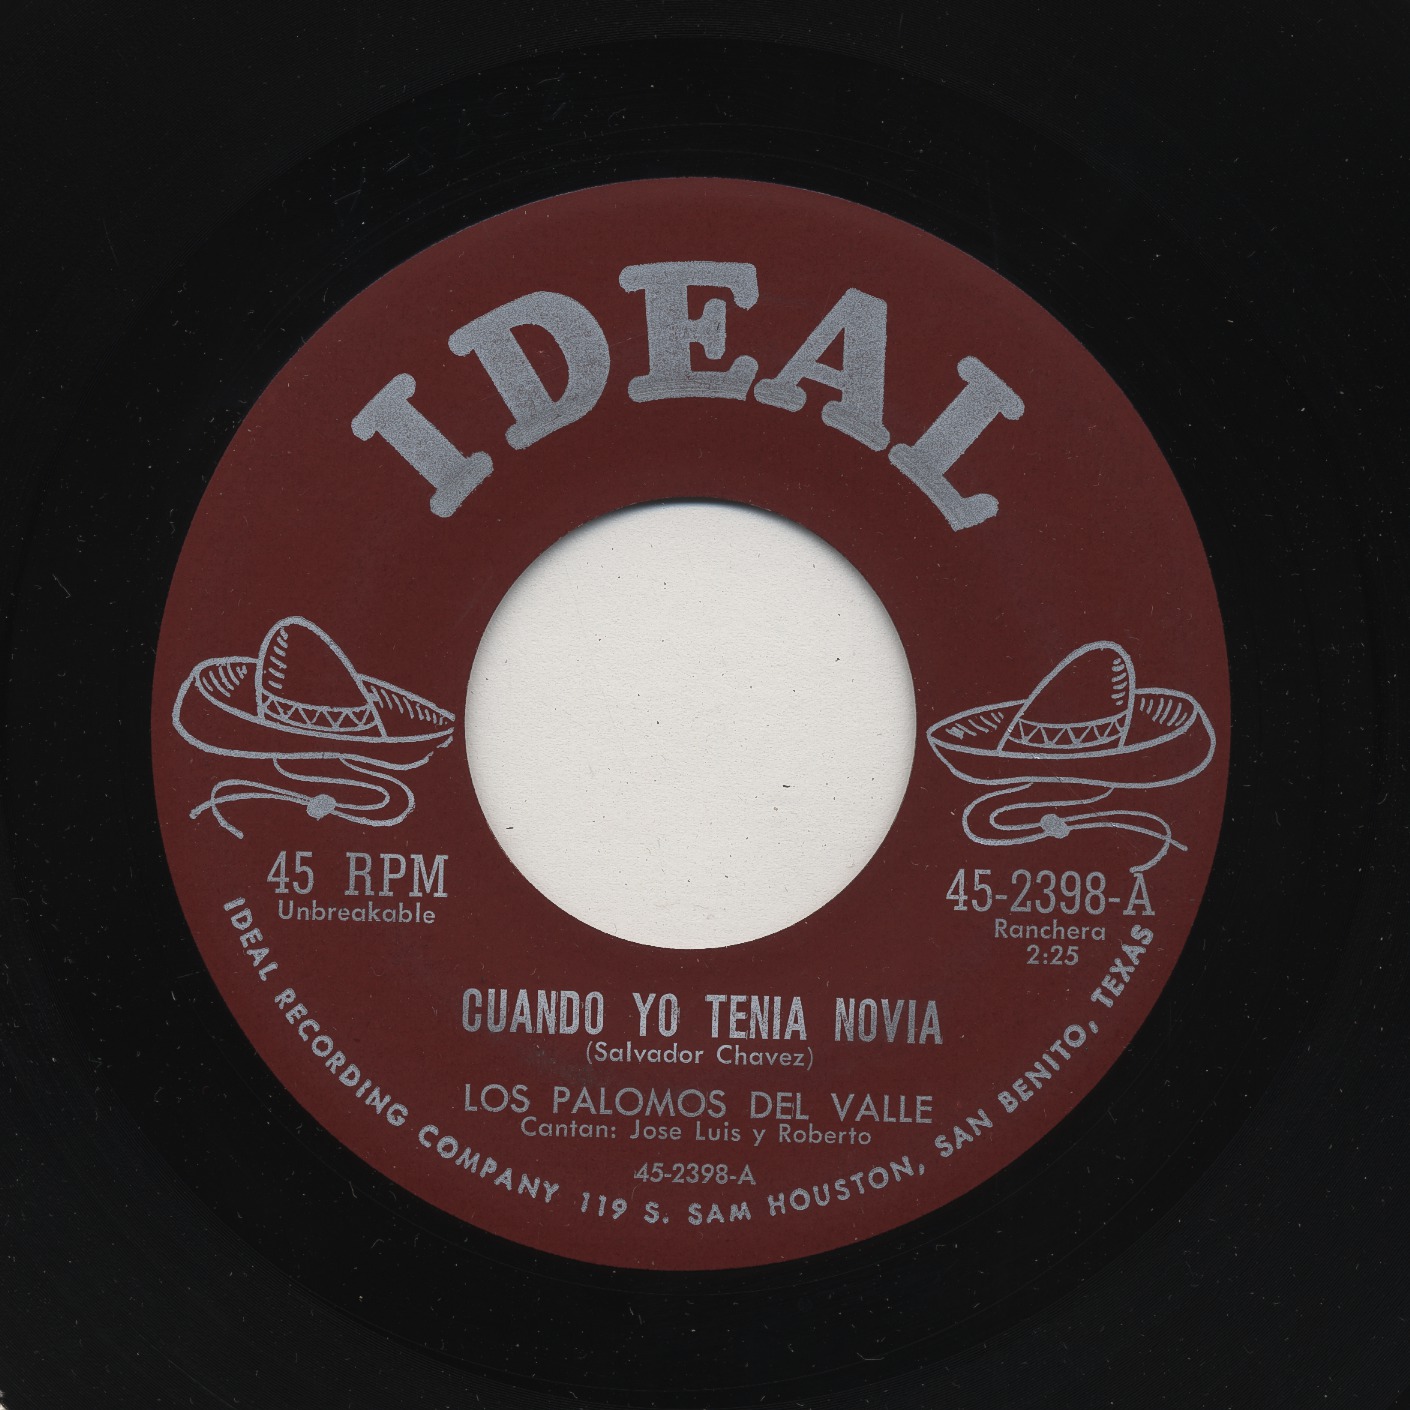 IDEAL
45 RPM
Unbreakable
45-2398-A
Ranchera
2:25
CUANDO YO TENIA NOVIA
(Salvador Chavez)
LOS PALOMOS DEL VALLE
Cantan: Jose Luis y Roberto
45-2398-A
IDEAL RECORDING COMPANY 119 S. SAM HOUSTON, SAN BENITO, TEXAS